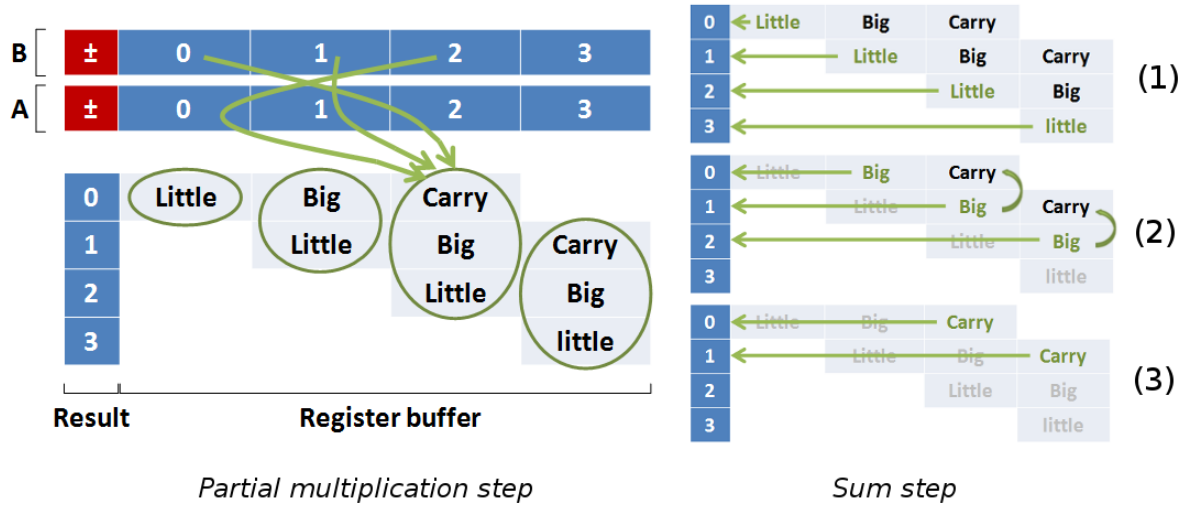 B ± 0 1 2 3
A ± 0 1 2 3
0 Little Big Carry
1 Little Big Carry
2 Little Big
3 little
Result Register buffer
Partial multiplication step
0 Little Big Carry
1 Little Big Carry
2 Little Big
3 little
(1)
0 Little Big Carry
1 Little Big Carry
2 Little Big
3 little
(2)
0 Little Big Carry
1 Little Big Carry
2 Little Big
3 little
(3)
Sum step